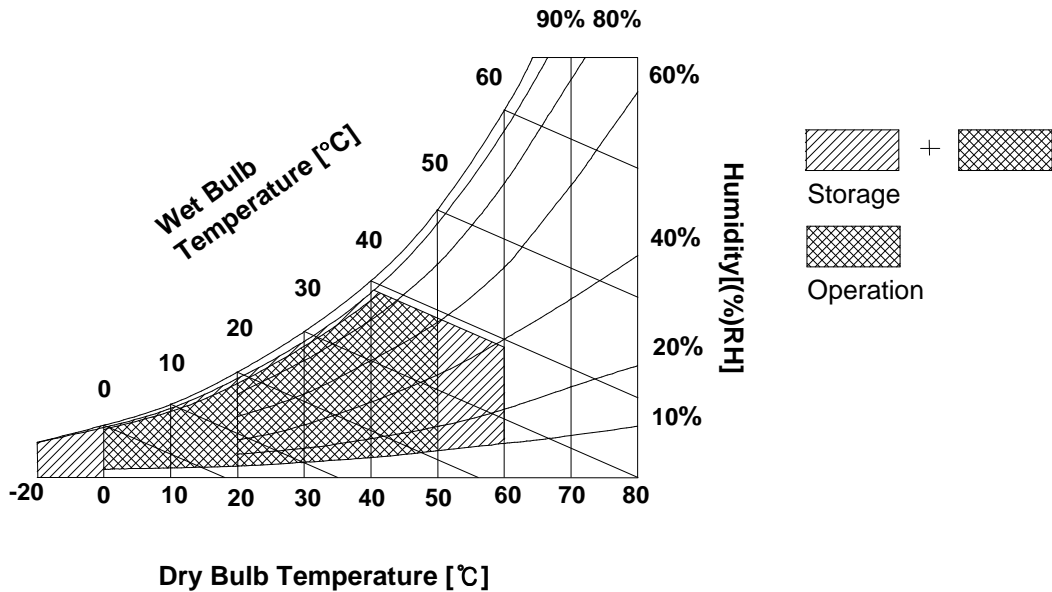 90% 80%
60
60%
50
Wet Bulb
Temperature [°C]
40
30
20
10
0
Humidity[(%)RH]
40%
20%
10%
-20 0 10 20 30 40 50 60 70 80
Dry Bulb Temperature [℃]
+
Storage
Operation